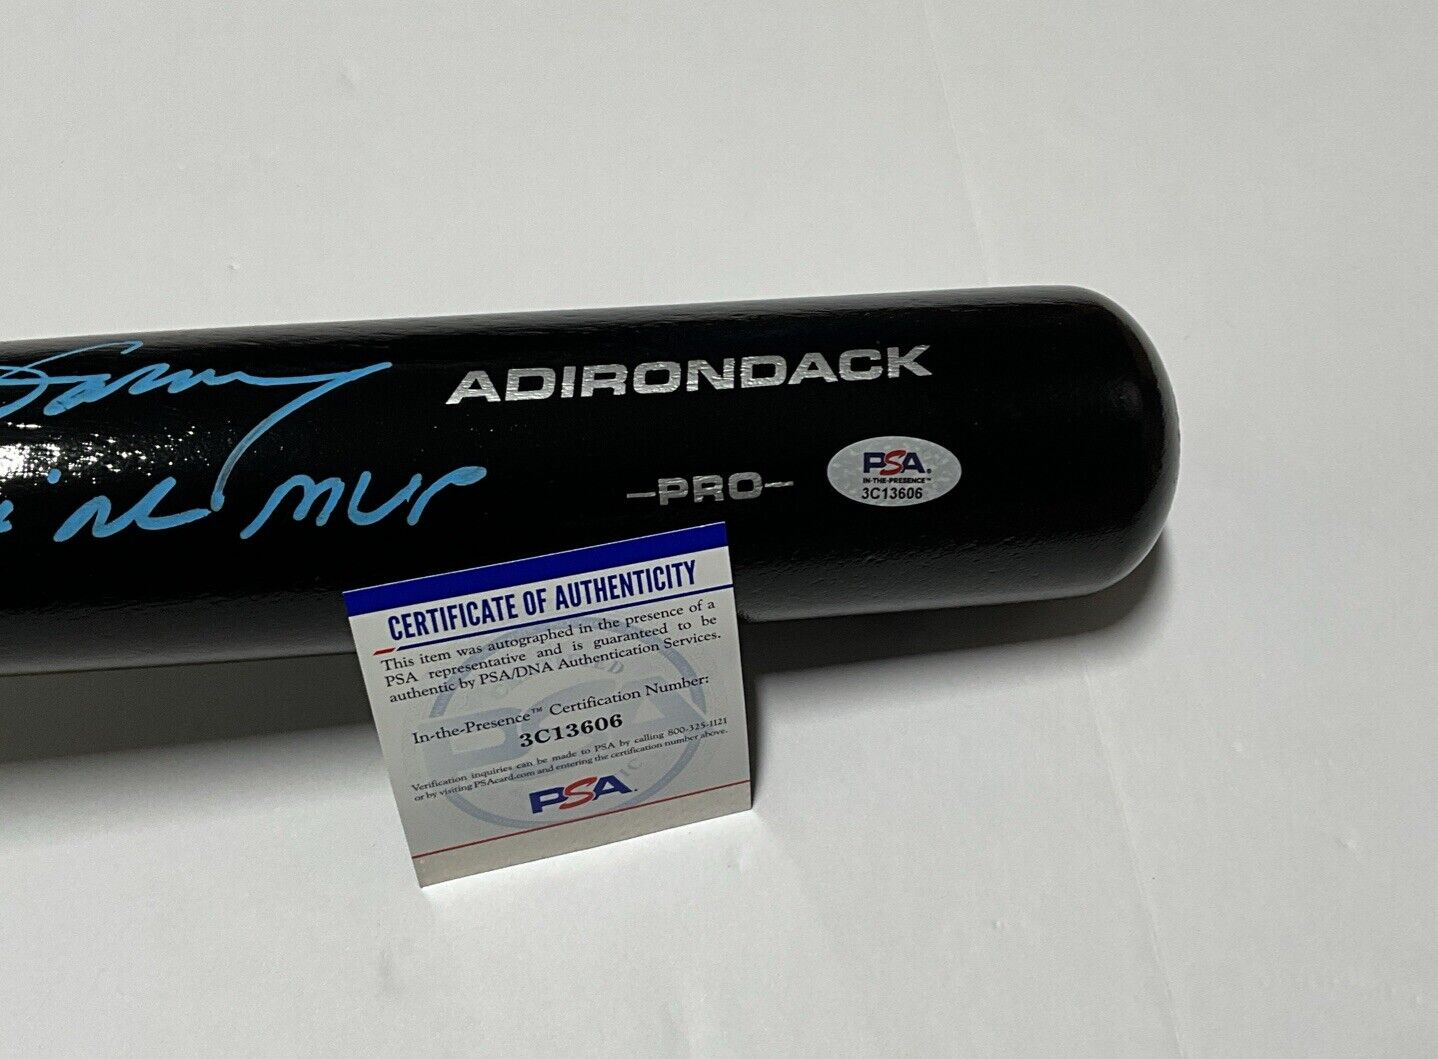 ADIRONDACK
-PRO-
PSA.
IN-THE-PRESENCE™
3C13606
NL MVP
CERTIFICATE OF AUTHENTICITY
This item was autographed in the presence of a
PSA representative and is guaranteed to be
authentic by PSA/DNA Authentication Services.
In-the-Presence™ Certification Number:
3C13606
Verification inquiries can be made to PSA by calling 800-325-1121
or by visiting PSAcard.com and entering the certification number above.
PSA.